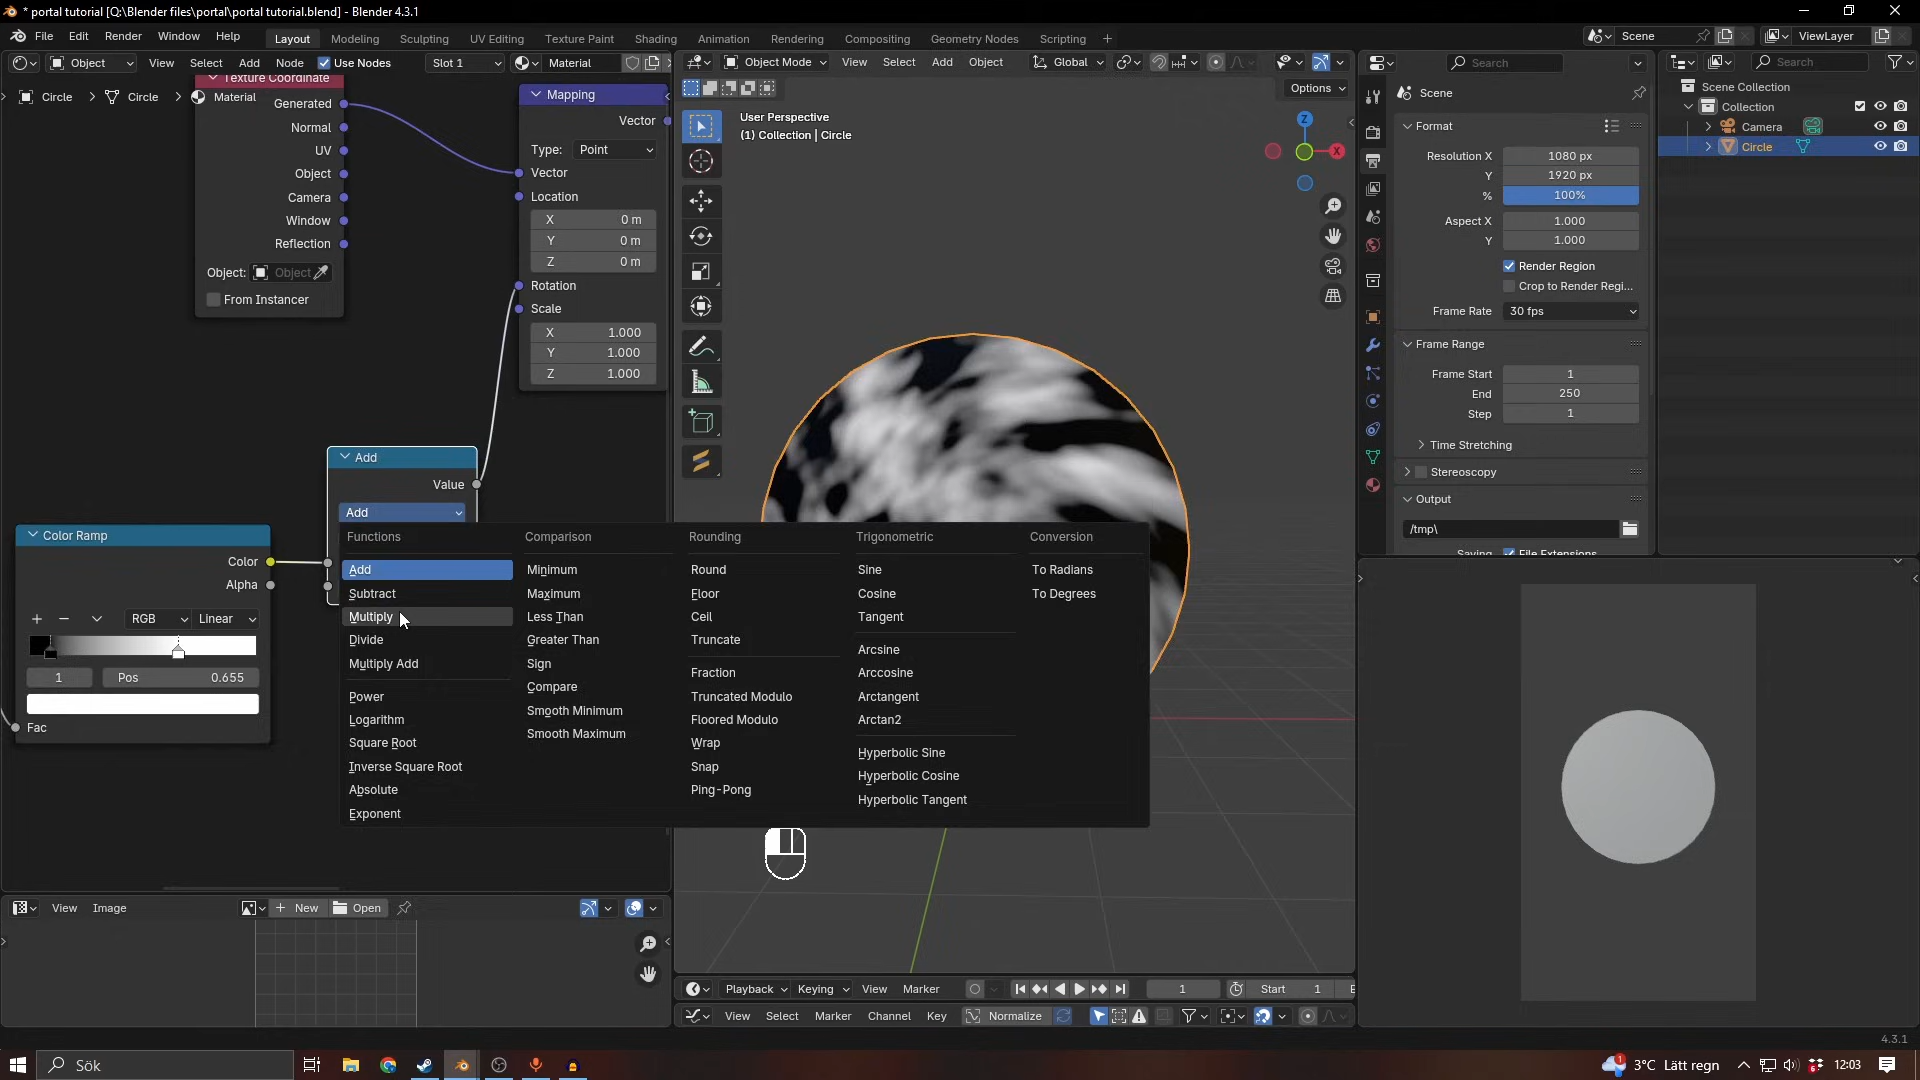 * portal tutorial [Q:\Blender files\portal\portal tutorial.blend] - Blender 4.3.1
File Edit Render Window Help
Layout Modeling Sculpting UV Editing Texture Paint Shading Animation Rendering Compositing Geometry Nodes Scripting +
Scene ViewLayer
Object View Select Add Node Use Nodes Slot 1 Material
Object Mode View Select Add Object Global
Search
Search
Options
Texture Coordinate
Circle Circle Material
Generated
Normal
UV
Object
Camera
Window
Reflection
Object: Object
From Instancer
Mapping
Vector
Type: Point
Vector
Location
X 0 m
Y 0 m
Z 0 m
Rotation
Scale
X 1.000
Y 1.000
Z 1.000
Add
Value
Add
Color Ramp
Color
Alpha
RGB Linear
1 Pos 0.655
Fac
Functions
Add
Subtract
Multiply
Divide
Multiply Add
Power
Logarithm
Square Root
Inverse Square Root
Absolute
Exponent
Comparison
Minimum
Maximum
Less Than
Greater Than
Sign
Compare
Smooth Minimum
Smooth Maximum
Rounding
Round
Floor
Ceil
Truncate
Fraction
Truncated Modulo
Floored Modulo
Wrap
Snap
Ping-Pong
Trigonometric
Sine
Cosine
Tangent
Arcsine
Arccosine
Arctangent
Arctan2
Hyperbolic Sine
Hyperbolic Cosine
Hyperbolic Tangent
Conversion
To Radians
To Degrees
User Perspective
(1) Collection | Circle
Z
X
Scene
Format
Resolution X 1080 px
Y 1920 px
% 100%
Aspect X 1.000
Y 1.000
Render Region
Crop to Render Regi...
Frame Rate 30 fps
Frame Range
Frame Start 1
End 250
Step 1
Time Stretching
Stereoscopy
Output
/tmp\
Saving File Extensions
Scene Collection
Collection
Camera
Circle
View Image New Open
Playback Keying View Marker 1 Start 1
View Select Marker Channel Key Normalize
4.3.1
Sök
3°C Lätt regn 12:03